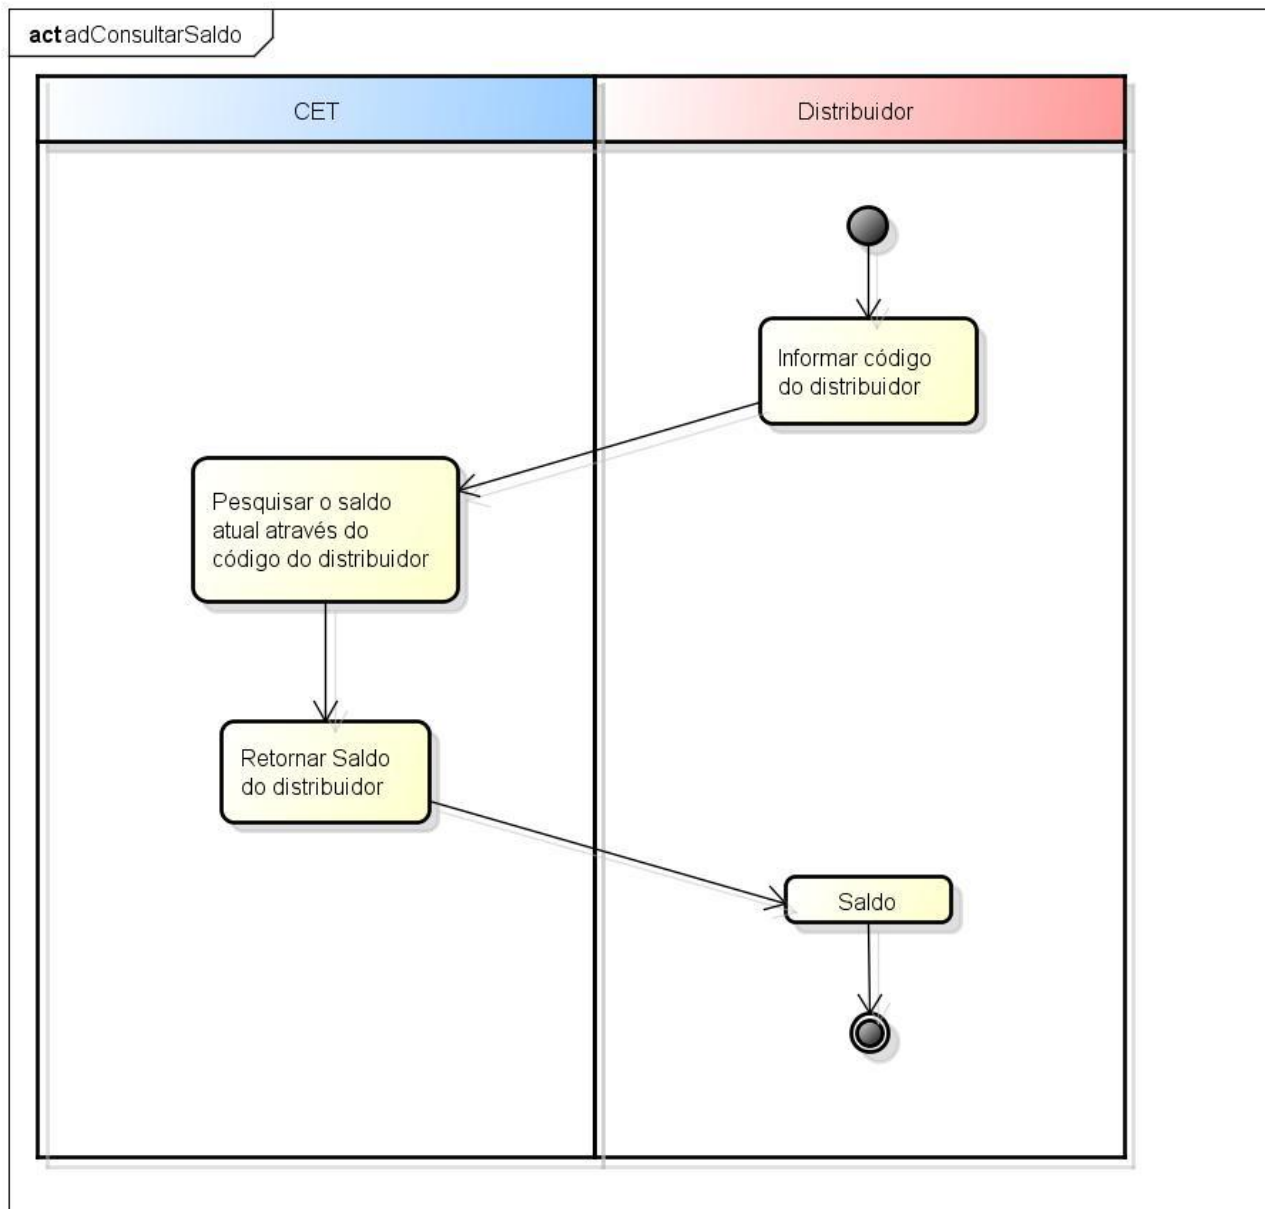 act adConsultarSaldo
CET
Distribuidor
Informar código
do distribuidor
Pesquisar o saldo
atual através do
código do distribuidor
Retornar Saldo
do distribuidor
Saldo